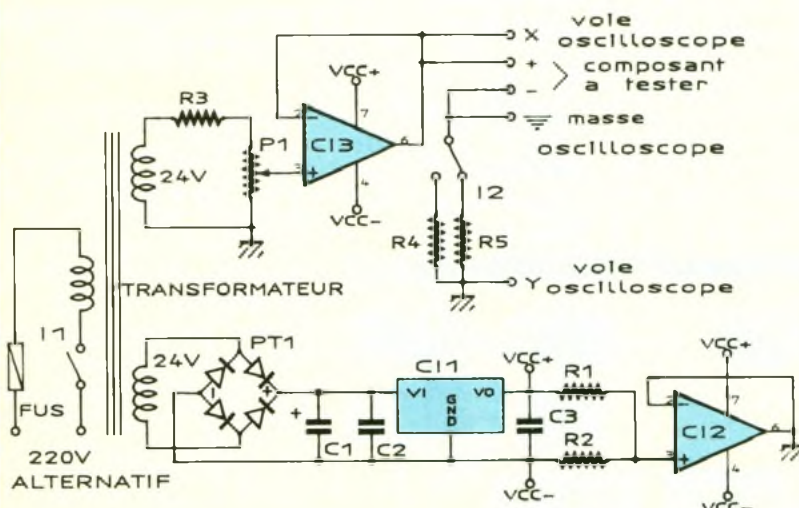 X voie oscilloscope
+ composant
- a tester
masse
oscilloscope
VCC+
R3
P1
2
-
7
CI3
6
3
+
4
24V
VCC-
I2
R4
R5
Y voie oscilloscope
TRANSFORMATEUR
I1
FUS
220V
ALTERNATIF
24V
PT1
-
+
+
C1
C2
CI1
VI
VO
GND
VCC+
C3
VCC-
R1
R2
VCC+
2
-
7
CI2
6
3
+
4
VCC-